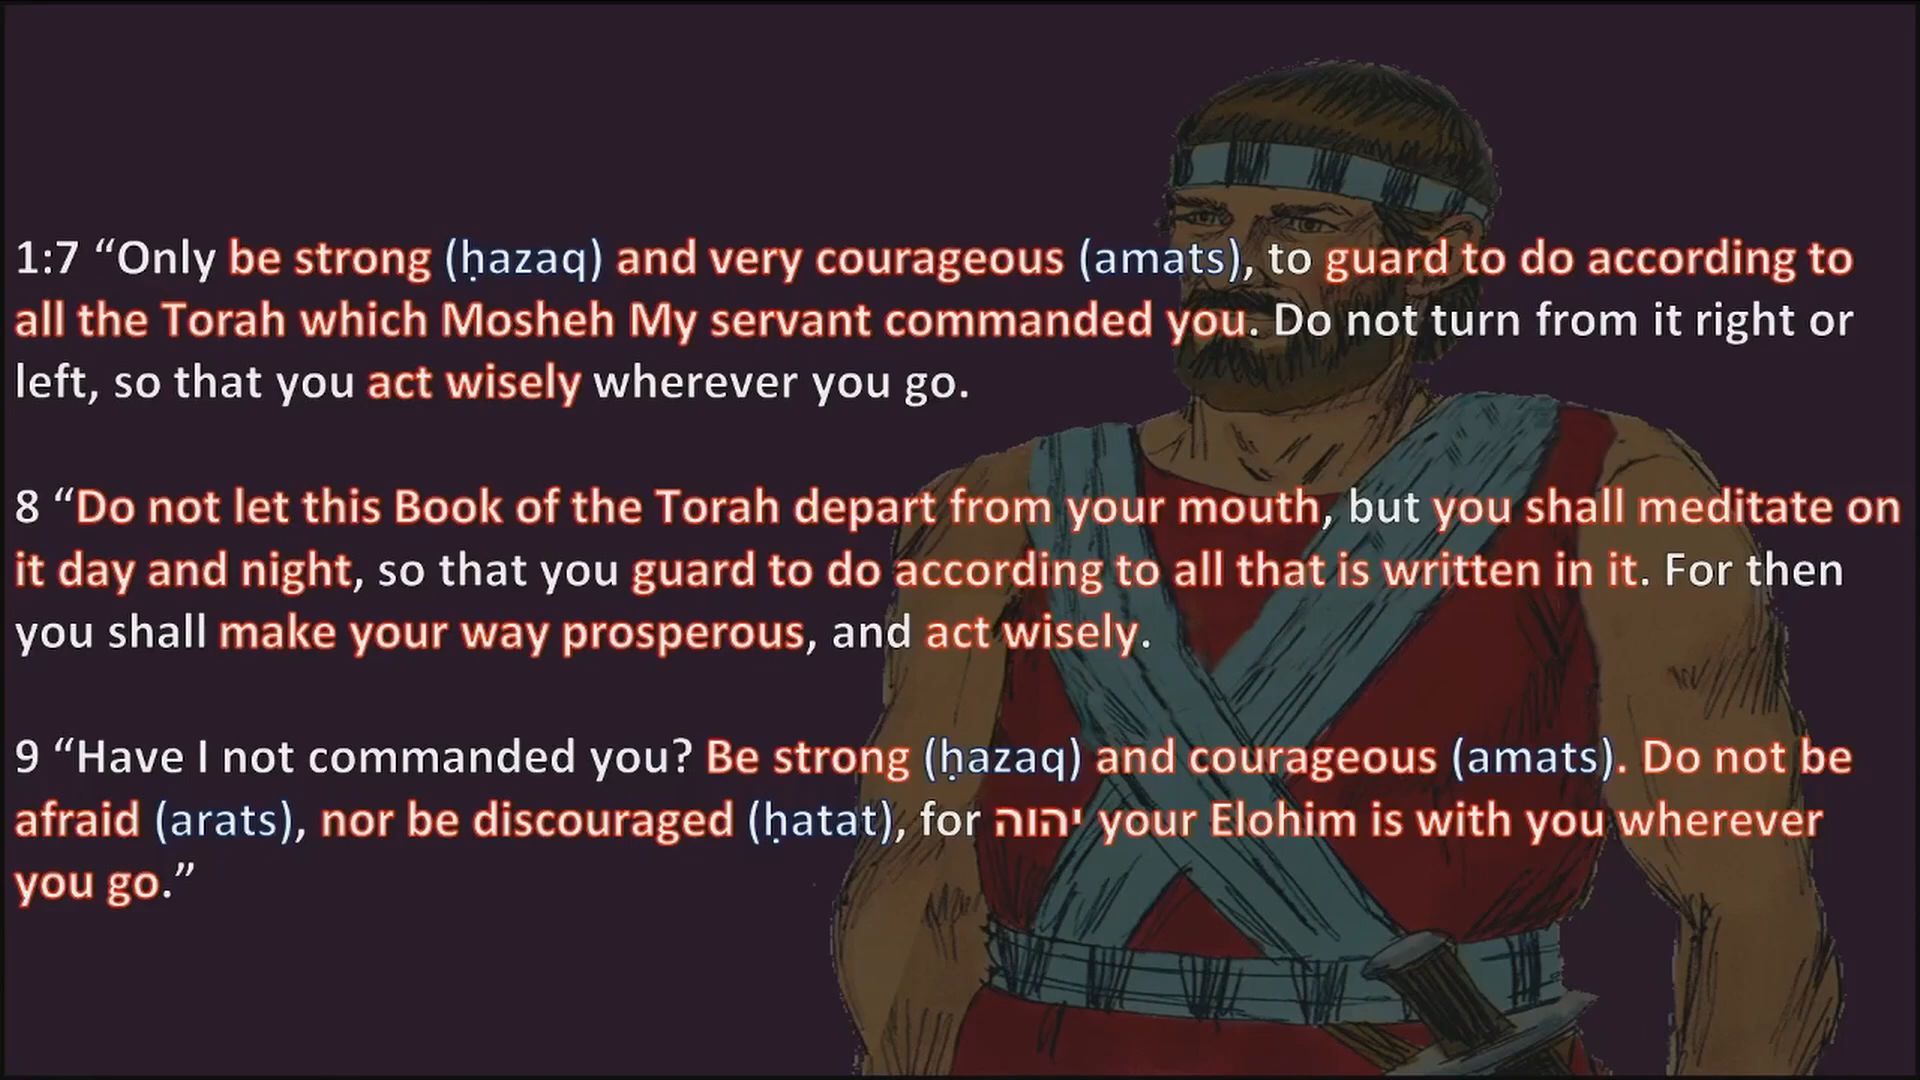 1:7 “Only be strong (ḥazaq) and very courageous (amats), to guard to do according to
all the Torah which Mosheh My servant commanded you. Do not turn from it right or
left, so that you act wisely wherever you go.
8 “Do not let this Book of the Torah depart from your mouth, but you shall meditate on
it day and night, so that you guard to do according to all that is written in it. For then
you shall make your way prosperous, and act wisely.
9 “Have I not commanded you? Be strong (ḥazaq) and courageous (amats). Do not be
afraid (arats), nor be discouraged (ḥatat), for יהוה your Elohim is with you wherever
you go.”